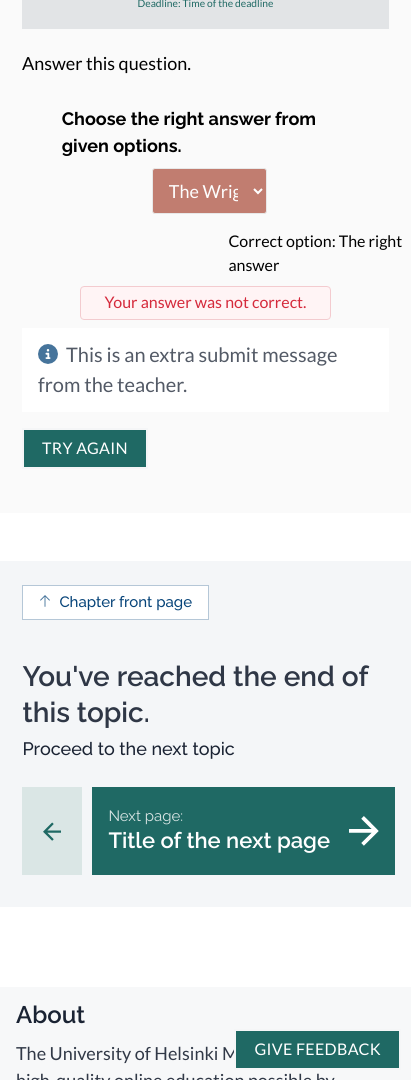 Deadline: Time of the deadline
Answer this question.
Choose the right answer from
given options.
The Wrig
Correct option: The right
answer
Your answer was not correct.
This is an extra submit message
from the teacher.
TRY AGAIN
Chapter front page
You've reached the end of
this topic.
Proceed to the next topic
Next page:
Title of the next page
About
The University of Helsinki M
GIVE FEEDBACK
high-quality online education possible by